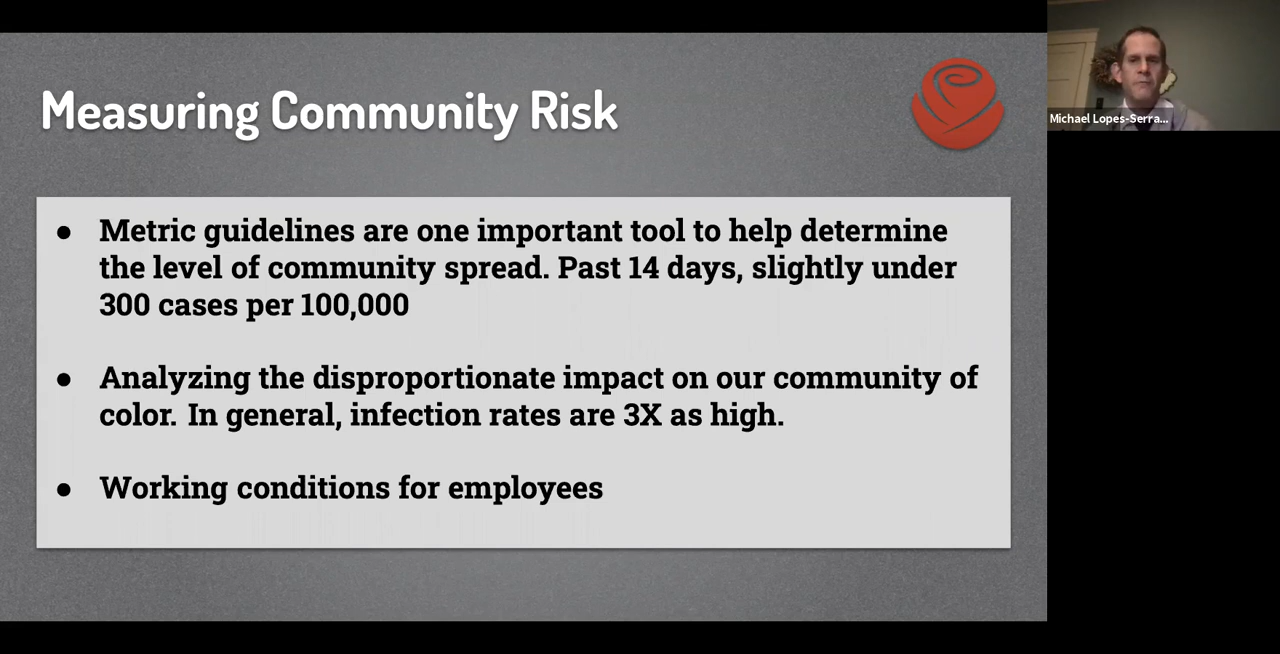 Measuring Community Risk
Michael Lopes-Serra...
● Metric guidelines are one important tool to help determine
the level of community spread. Past 14 days, slightly under
300 cases per 100,000
● Analyzing the disproportionate impact on our community of
color. In general, infection rates are 3X as high.
● Working conditions for employees